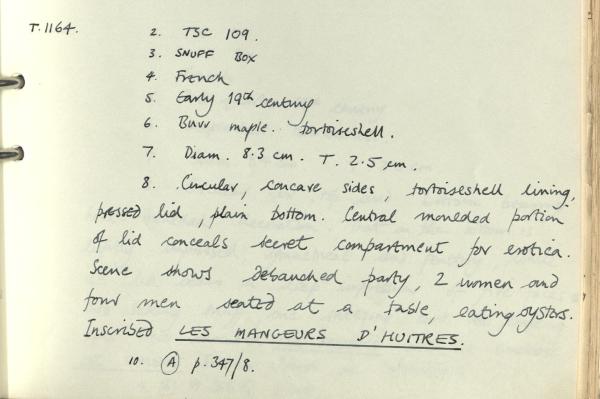 T.1164. 2. TSC 109.
3. SNUFF BOX
4. French
5. Early 19th century
6. Burr maple. tortoiseshell.
7. Diam. 8.3 cm. T. 2.5 cm.
8. Circular, concave sides, tortoiseshell lining,
pressed lid, plain bottom. Central moulded portion
of lid conceals secret compartment for erotica.
Scene shows debauched party, 2 women and
four men seated at a table, eating oysters.
Inscribed LES MANGEURS D'HUITRES.
10. A p.347/8.